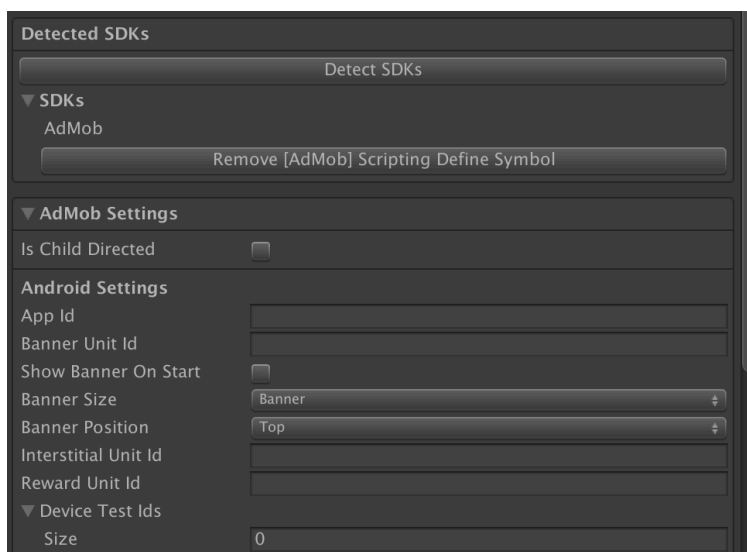 Detected SDKs
Detect SDKs
SDKs
AdMob
Remove [AdMob] Scripting Define Symbol
AdMob Settings
Is Child Directed
Android Settings
App Id
Banner Unit Id
Show Banner On Start
Banner Size Banner
Banner Position Top
Interstitial Unit Id
Reward Unit Id
Device Test Ids
Size 0